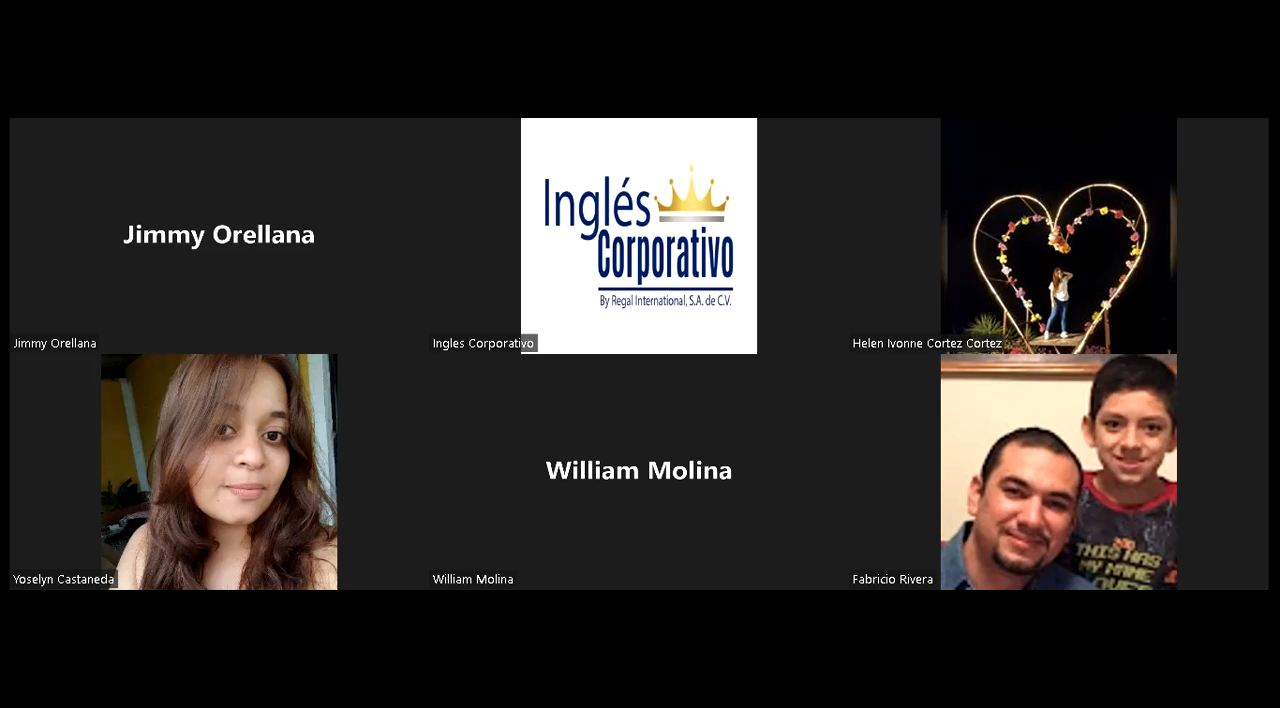 Jimmy Orellana
Jimmy Orellana
Inglés
Corporativo
By Regal International, S.A. de C.V.
Ingles Corporativo
Helen Ivonne Cortez Cortez
Yoselyn Castaneda
William Molina
William Molina
THIS WAS
MY NAME
Fabricio Rivera